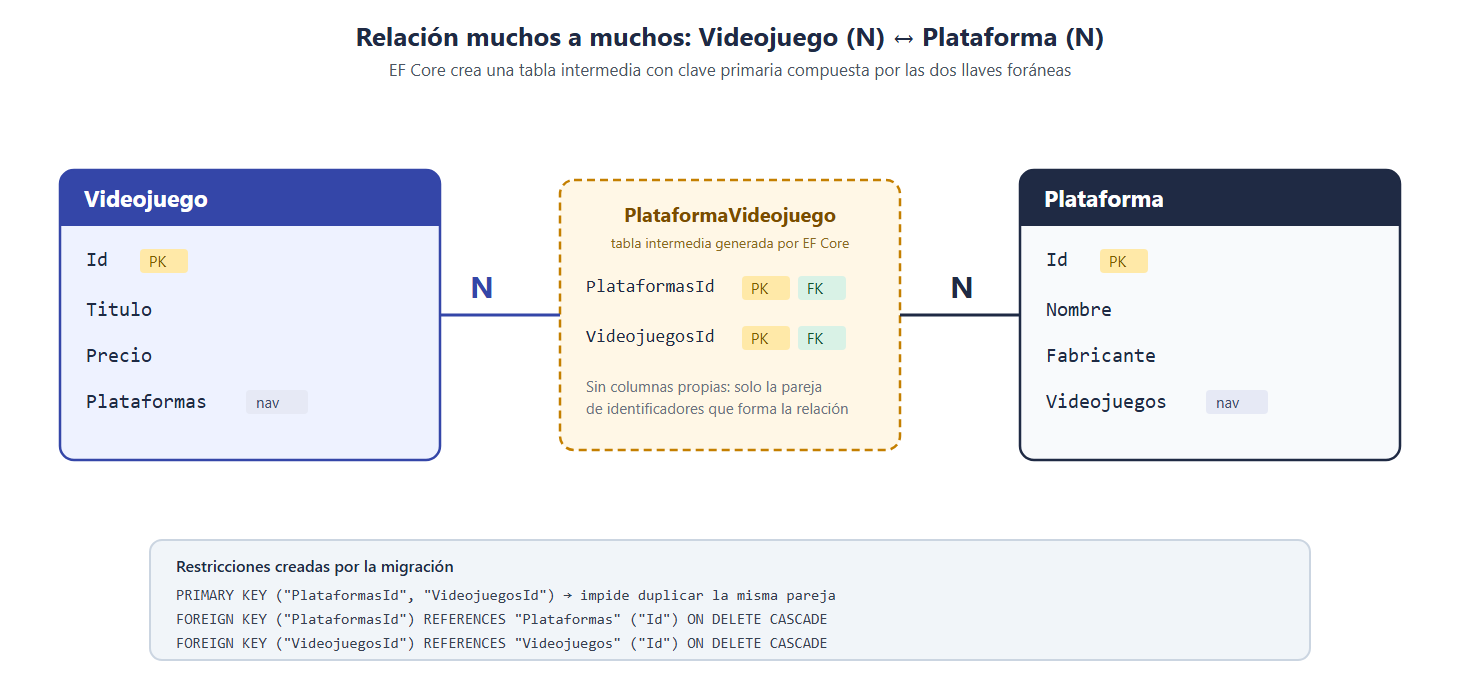 Relación muchos a muchos: Videojuego (N) ↔ Plataforma (N)
EF Core crea una tabla intermedia con clave primaria compuesta por las dos llaves foráneas
Videojuego
Id PK
Titulo
Precio
Plataformas nav
N
PlataformaVideojuego
tabla intermedia generada por EF Core
PlataformasId PK FK
VideojuegosId PK FK
Sin columnas propias: solo la pareja
de identificadores que forma la relación
N
Plataforma
Id PK
Nombre
Fabricante
Videojuegos nav
Restricciones creadas por la migración
PRIMARY KEY ("PlataformasId", "VideojuegosId") → impide duplicar la misma pareja
FOREIGN KEY ("PlataformasId") REFERENCES "Plataformas" ("Id") ON DELETE CASCADE
FOREIGN KEY ("VideojuegosId") REFERENCES "Videojuegos" ("Id") ON DELETE CASCADE